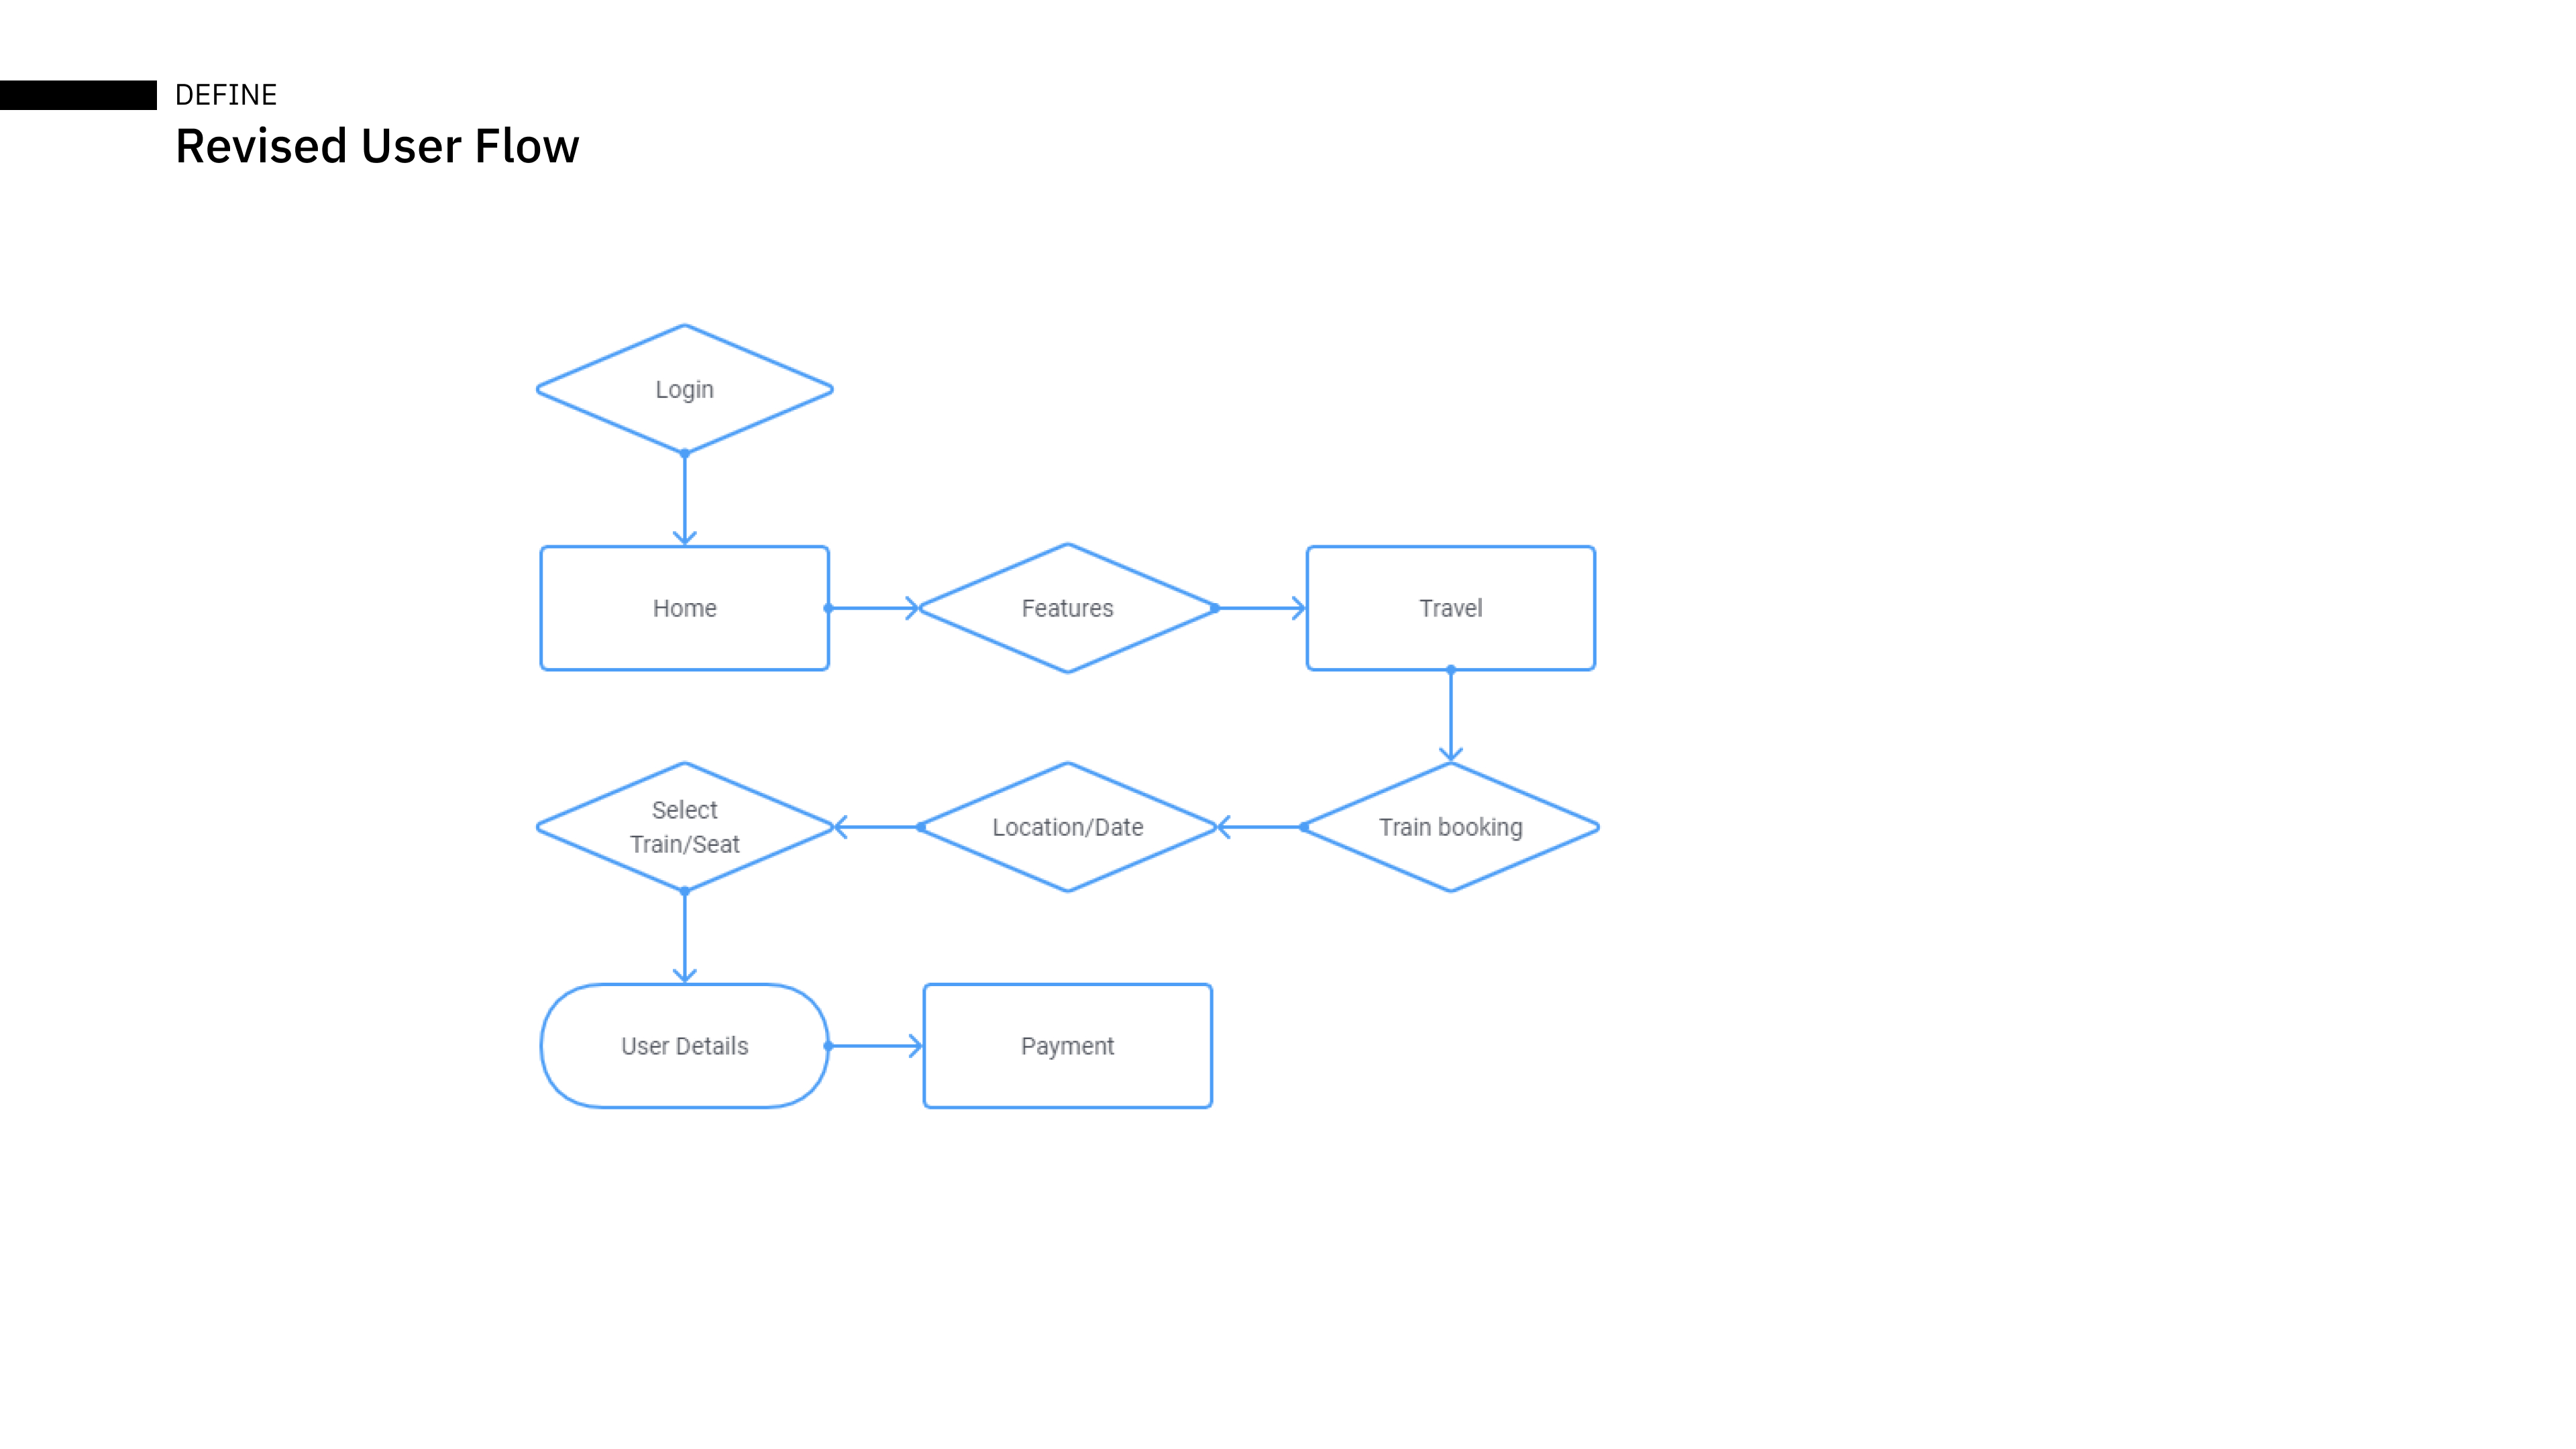 DEFINE
Revised User Flow
Login
Home
Features
Travel
Select
Train/Seat
Location/Date
Train booking
User Details
Payment